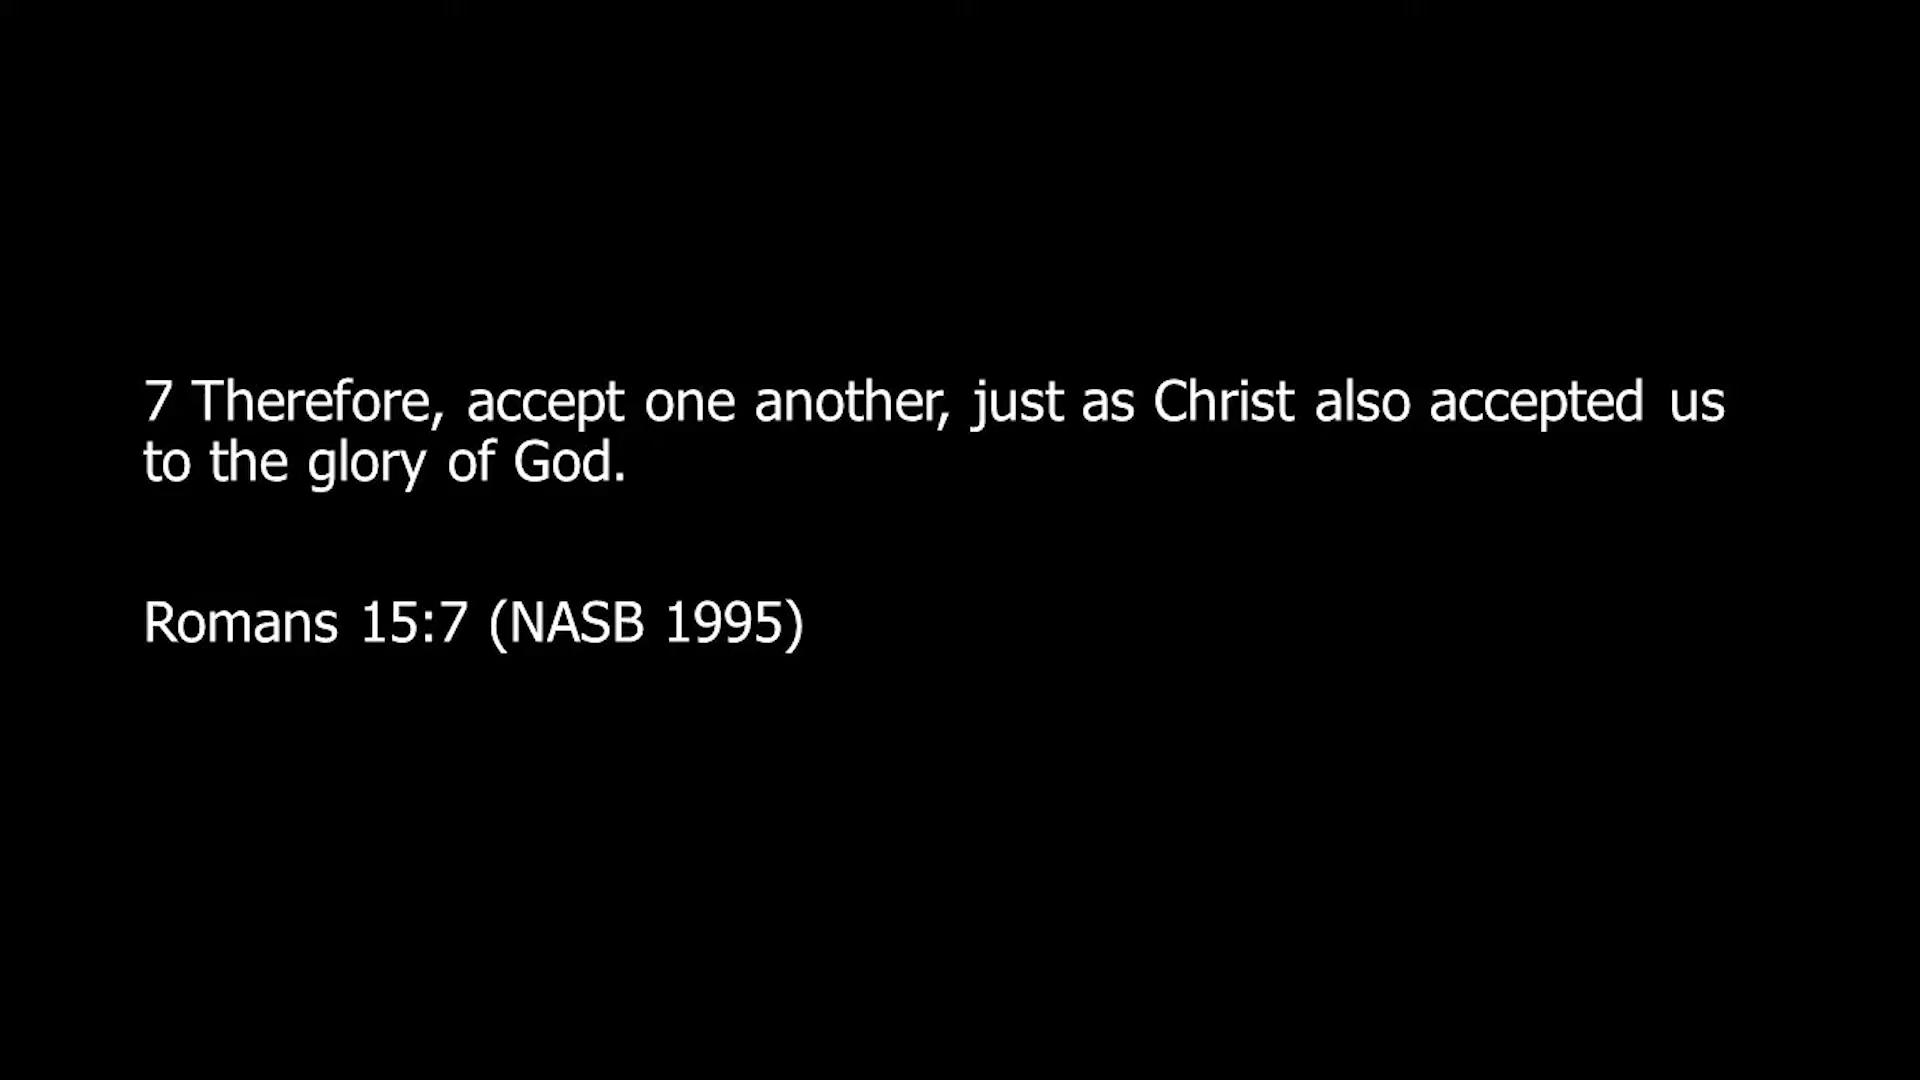 7 Therefore, accept one another, just as Christ also accepted us
to the glory of God.
Romans 15:7 (NASB 1995)